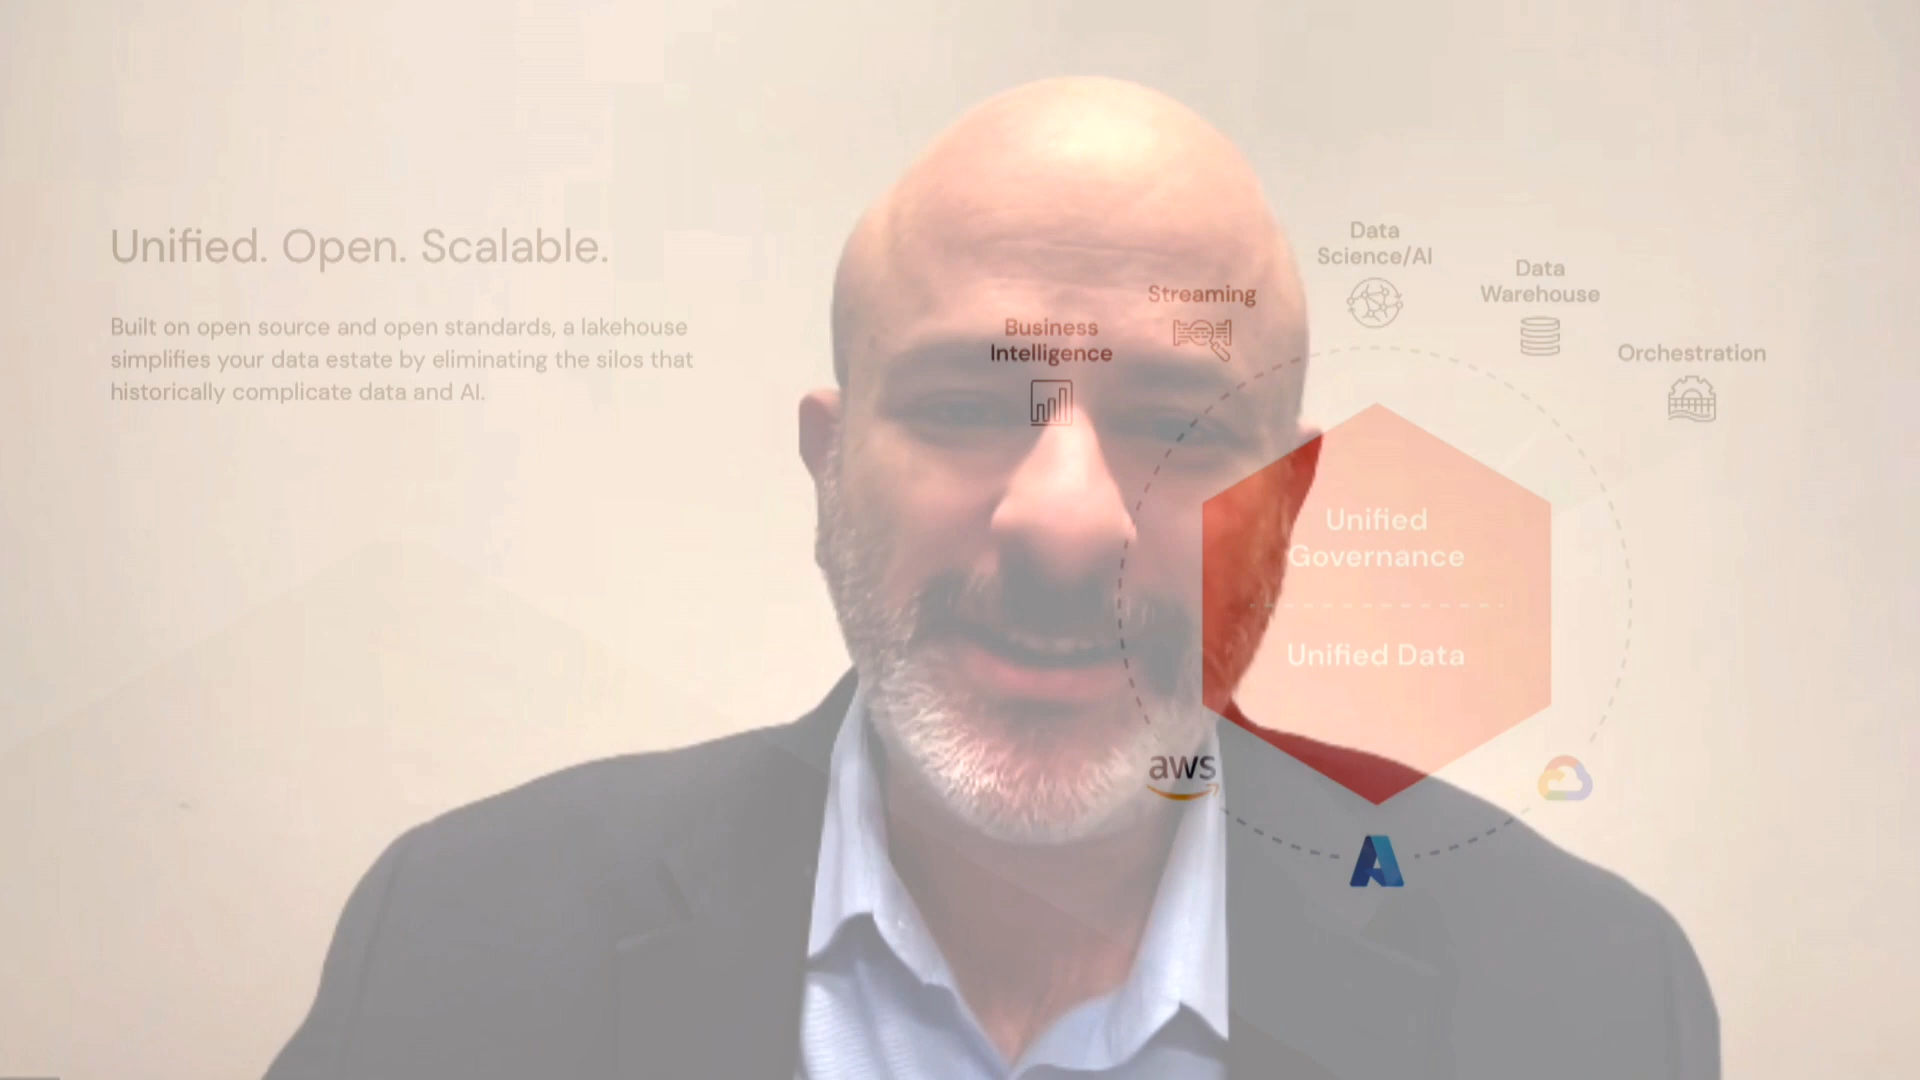 Unified. Open. Scalable.
Built on open source and open standards, a lakehouse
simplifies your data estate by eliminating the silos that
historically complicate data and AI.
Business
Intelligence
Streaming
Data
Science/AI
Data
Warehouse
Orchestration
Unified
Governance
Unified Data
aws